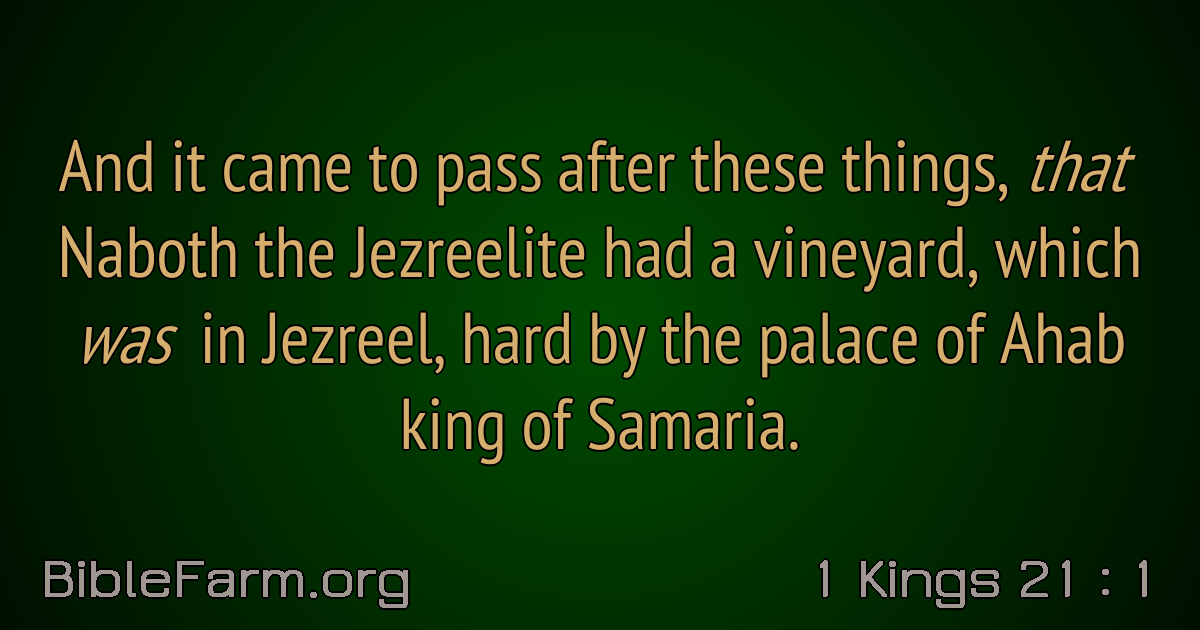 And it came to pass after these things, that
Naboth the Jezreelite had a vineyard, which
was in Jezreel, hard by the palace of Ahab
king of Samaria.
BibleFarm.org
1 Kings 21 : 1